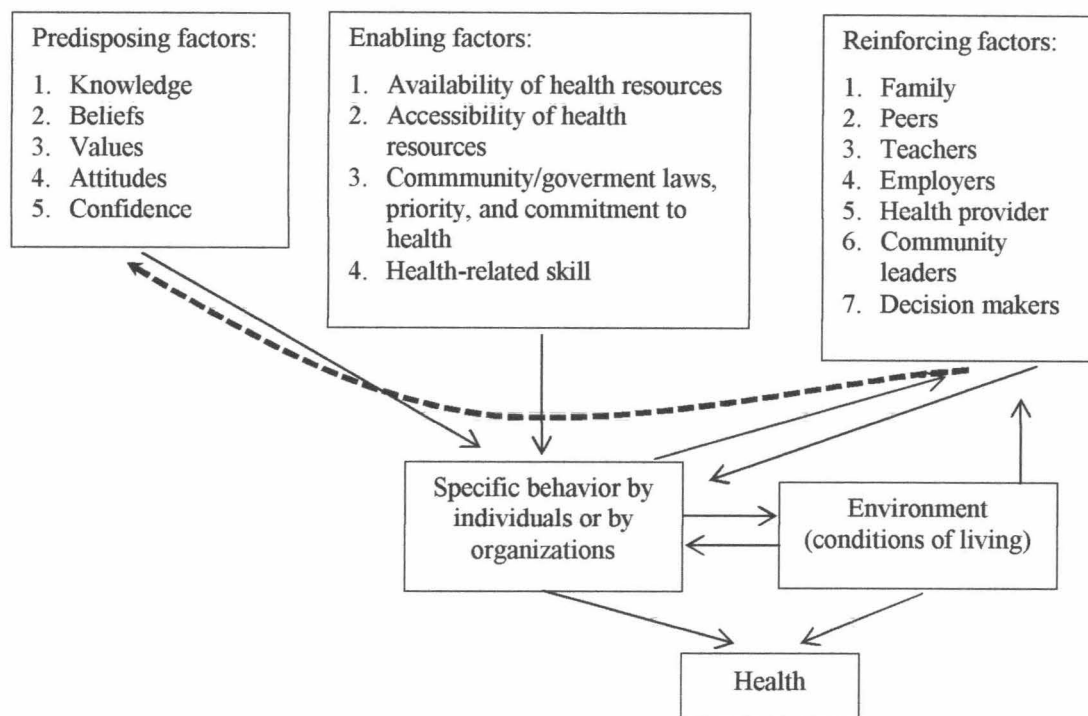 Predisposing factors:
1. Knowledge
2. Beliefs
3. Values
4. Attitudes
5. Confidence
Enabling factors:
1. Availability of health resources
2. Accessibility of health
resources
3. Commmunity/goverment laws,
priority, and commitment to
health
4. Health-related skill
Reinforcing factors:
1. Family
2. Peers
3. Teachers
4. Employers
5. Health provider
6. Community
leaders
7. Decision makers
Specific behavior by
individuals or by
organizations
Environment
(conditions of living)
Health